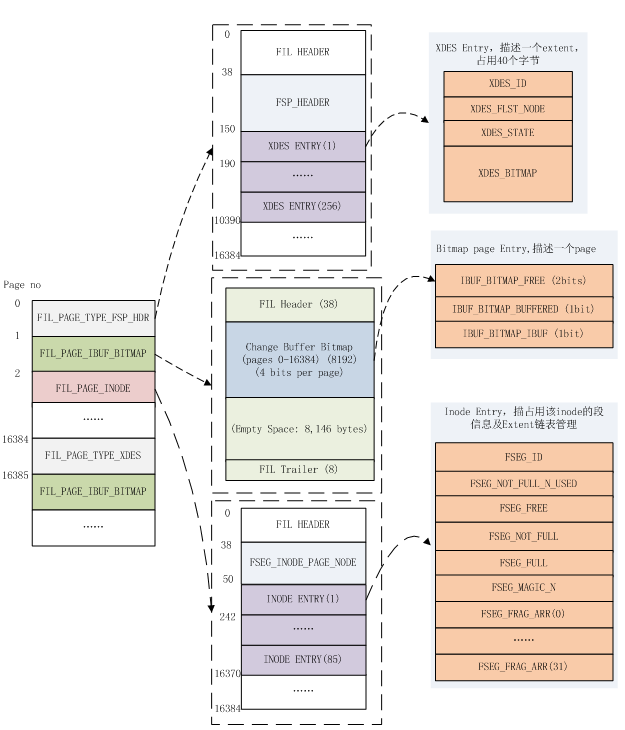 Page no
0
FIL_PAGE_TYPE_FSP_HDR
1
FIL_PAGE_IBUF_BITMAP
2
FIL_PAGE_INODE
……
16384
FIL_PAGE_TYPE_XDES
16385
FIL_PAGE_IBUF_BITMAP
……
0
FIL HEADER
38
FSP_HEADER
150
XDES ENTRY(1)
190
……
XDES ENTRY(256)
10390
……
16384
FIL Header (38)
Change Buffer Bitmap
(pages 0-16384) (8192)
(4 bits per page)
(Empty Space: 8,146 bytes)
FIL Trailer (8)
0
FIL HEADER
38
FSEG_INODE_PAGE_NODE
50
INODE ENTRY(1)
242
……
INODE ENTRY(85)
16370
……
16384
XDES Entry，描述一个extent，
占用40个字节
XDES_ID
XDES_FLST_NODE
XDES_STATE
XDES_BITMAP
Bitmap page Entry,描述一个page
IBUF_BITMAP_FREE (2bits)
IBUF_BITMAP_BUFFERED (1bit)
IBUF_BITMAP_IBUF (1bit)
Inode Entry，描占用该inode的段
信息及Extent链表管理
FSEG_ID
FSEG_NOT_FULL_N_USED
FSEG_FREE
FSEG_NOT_FULL
FSEG_FULL
FSEG_MAGIC_N
FSEG_FRAG_ARR(0)
……
FSEG_FRAG_ARR(31)